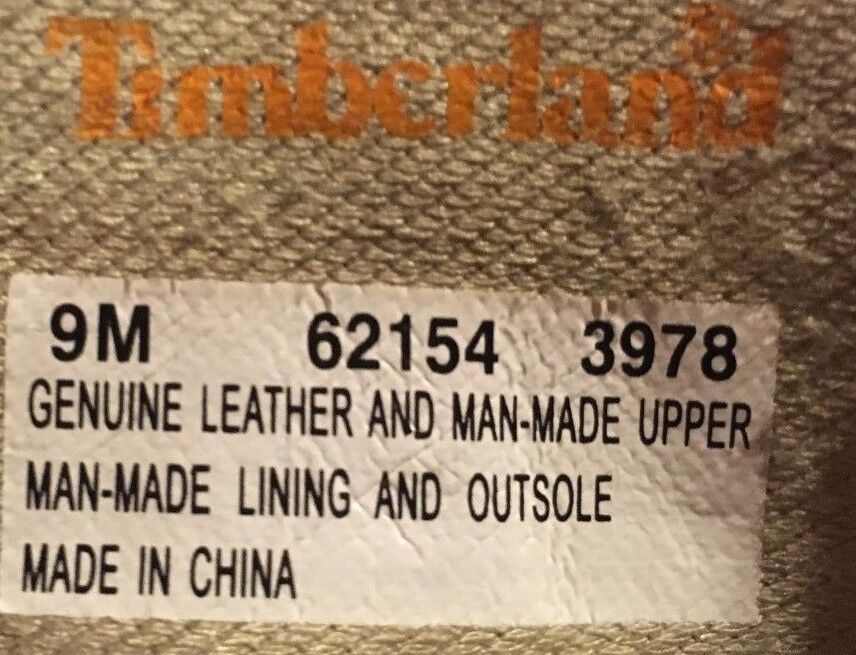 Timberland
9M 62154 3978
GENUINE LEATHER AND MAN-MADE UPPER
MAN-MADE LINING AND OUTSOLE
MADE IN CHINA